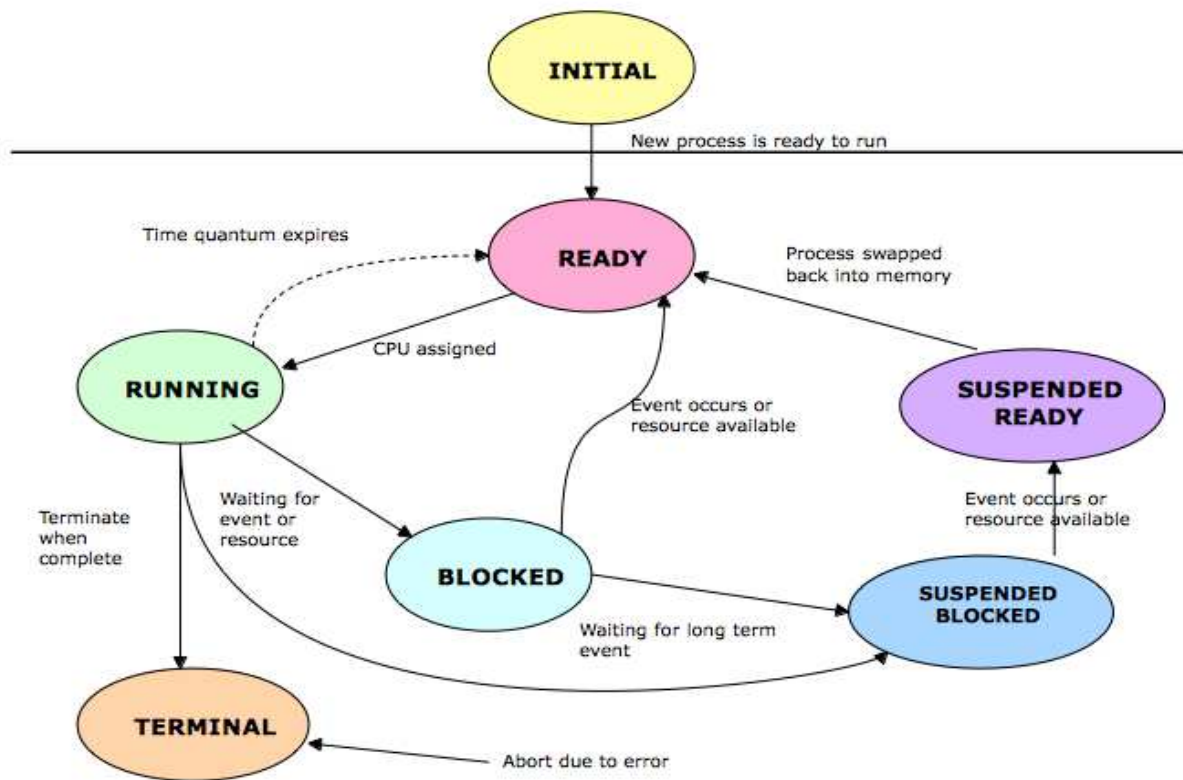 INITIAL
New process is ready to run
Time quantum expires
READY
Process swapped
back into memory
CPU assigned
RUNNING
SUSPENDED
READY
Event occurs or
resource available
Waiting for
event or
resource
Terminate
when
complete
Event occurs or
resource available
BLOCKED
SUSPENDED
BLOCKED
Waiting for long term
event
TERMINAL
Abort due to error